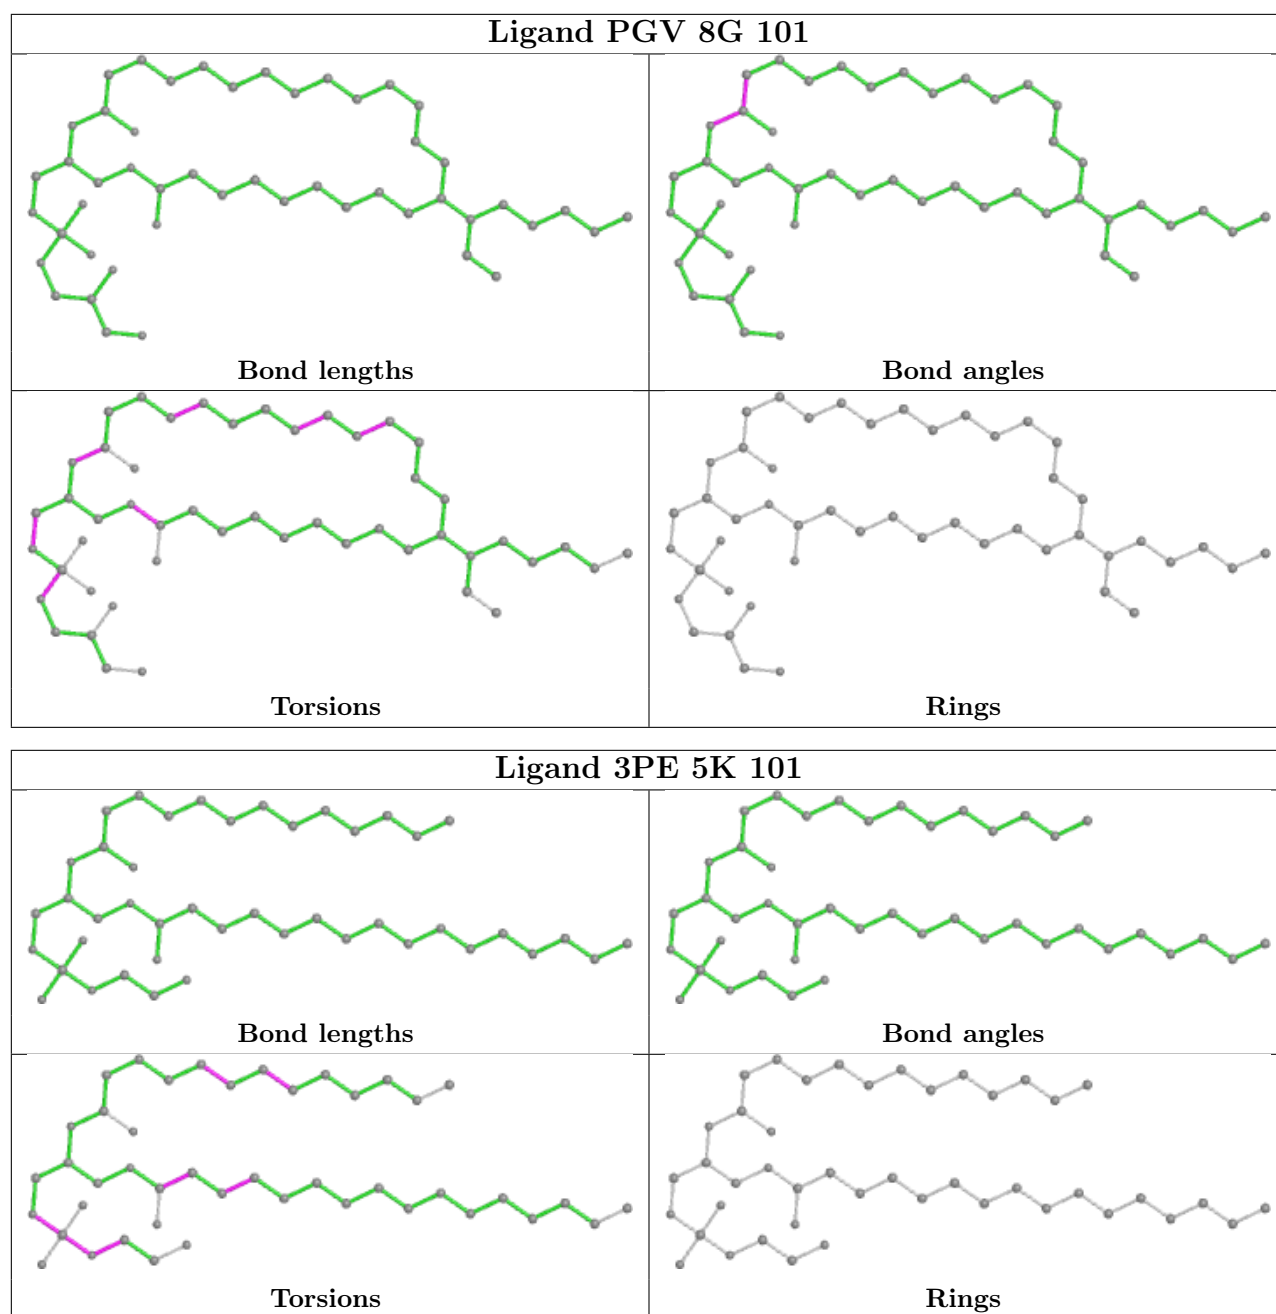 Ligand PGV 8G 101
Bond lengths
Bond angles
Torsions
Rings
Ligand 3PE 5K 101
Bond lengths
Bond angles
Torsions
Rings